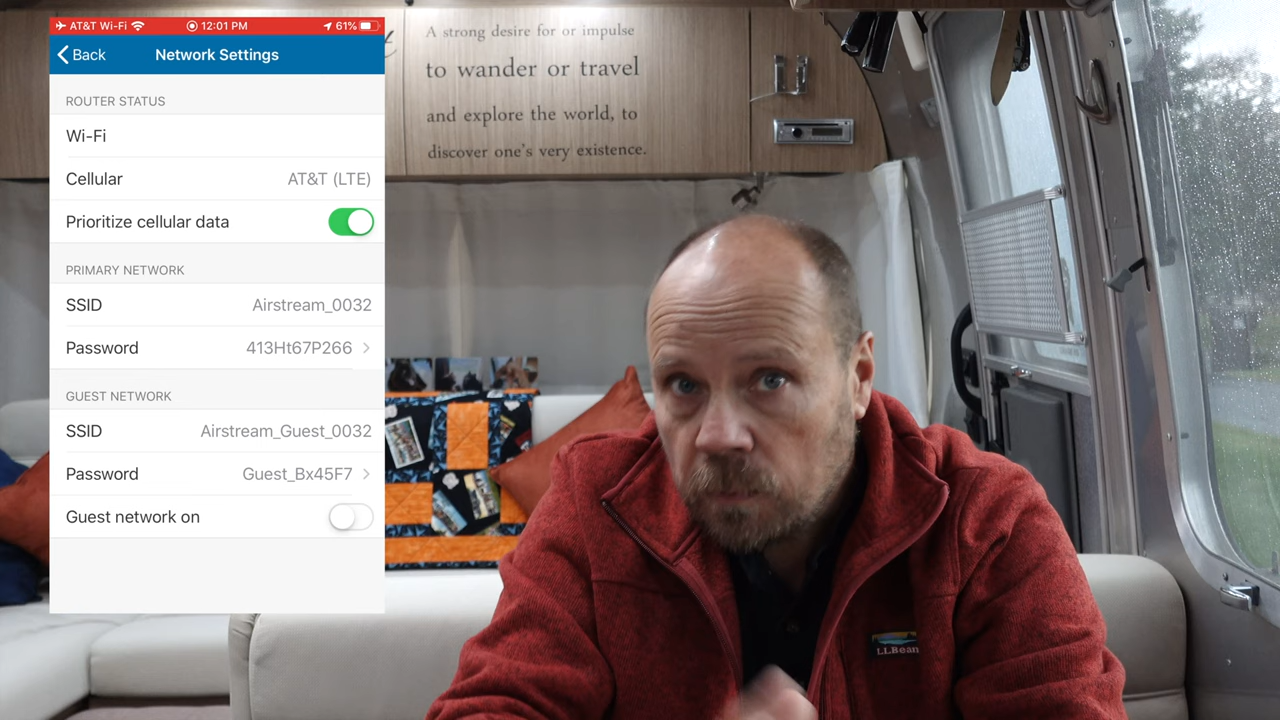 AT&T Wi-Fi 12:01 PM 61%
Back Network Settings
ROUTER STATUS
Wi-Fi
Cellular AT&T (LTE)
Prioritize cellular data
PRIMARY NETWORK
SSID Airstream_0032
Password 413Ht67P266
GUEST NETWORK
SSID Airstream_Guest_0032
Password Guest_Bx45F7
Guest network on
A strong desire for or impulse
to wander or travel
and explore the world, to
discover one's very existence.
LLBean